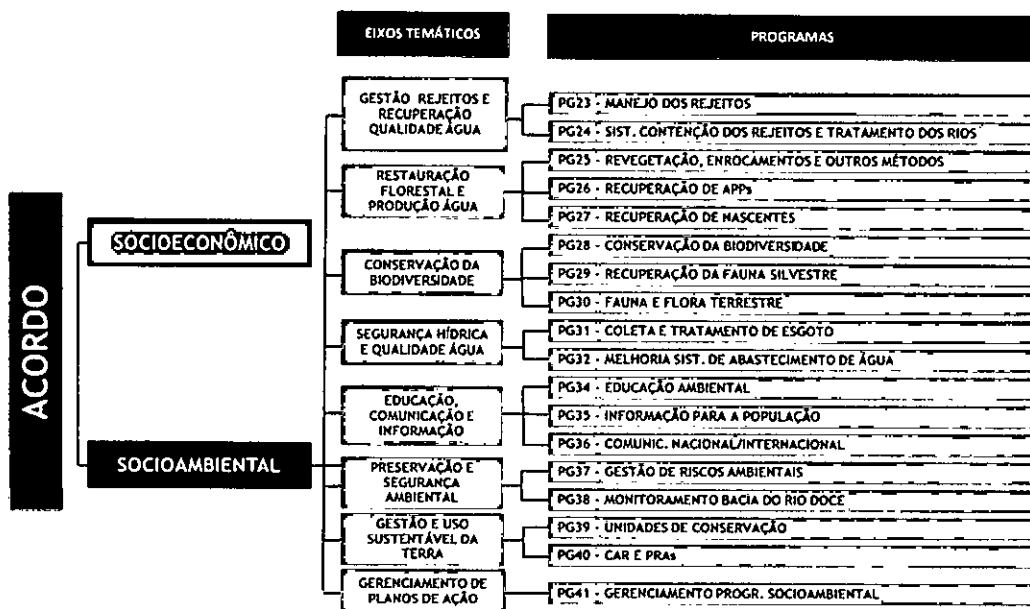 EIXOS TEMÁTICOS
PROGRAMAS
ACORDO
SOCIOECONÔMICO
SOCIOAMBIENTAL
GESTÃO REJEITOS E
RECUPERAÇÃO
QUALIDADE ÁGUA
PG23 - MANEJO DOS REJEITOS
PG24 - SIST. CONTENÇÃO DOS REJEITOS E TRATAMENTO DOS RIOS
RESTAURAÇÃO
FLORESTAL E
PRODUÇÃO ÁGUA
PG25 - REVEGETAÇÃO, ENROCAMENTOS E OUTROS MÉTODOS
PG26 - RECUPERAÇÃO DE APPs
PG27 - RECUPERAÇÃO DE NASCENTES
CONSERVAÇÃO DA
BIODIVERSIDADE
PG28 - CONSERVAÇÃO DA BIODIVERSIDADE
PG29 - RECUPERAÇÃO DA FAUNA SILVESTRE
PG30 - FAUNA E FLORA TERRESTRE
SEGURANÇA HÍDRICA
E QUALIDADE ÁGUA
PG31 - COLETA E TRATAMENTO DE ESGOTO
PG32 - MELHORIA SIST. DE ABASTECIMENTO DE ÁGUA
EDUCAÇÃO,
COMUNICAÇÃO E
INFORMAÇÃO
PG34 - EDUCAÇÃO AMBIENTAL
PG35 - INFORMAÇÃO PARA A POPULAÇÃO
PG36 - COMUNIC. NACIONAL/INTERNACIONAL
PRESERVAÇÃO E
SEGURANÇA
AMBIENTAL
PG37 - GESTÃO DE RISCOS AMBIENTAIS
PG38 - MONITORAMENTO BACIA DO RIO DOCE
GESTÃO E USO
SUSTENTÁVEL DA
TERRA
PG39 - UNIDADES DE CONSERVAÇÃO
PG40 - CAR E PRAs
GERENCIAMENTO DE
PLANOS DE AÇÃO
PG41 - GERENCIAMENTO PROGR. SOCIOAMBIENTAL